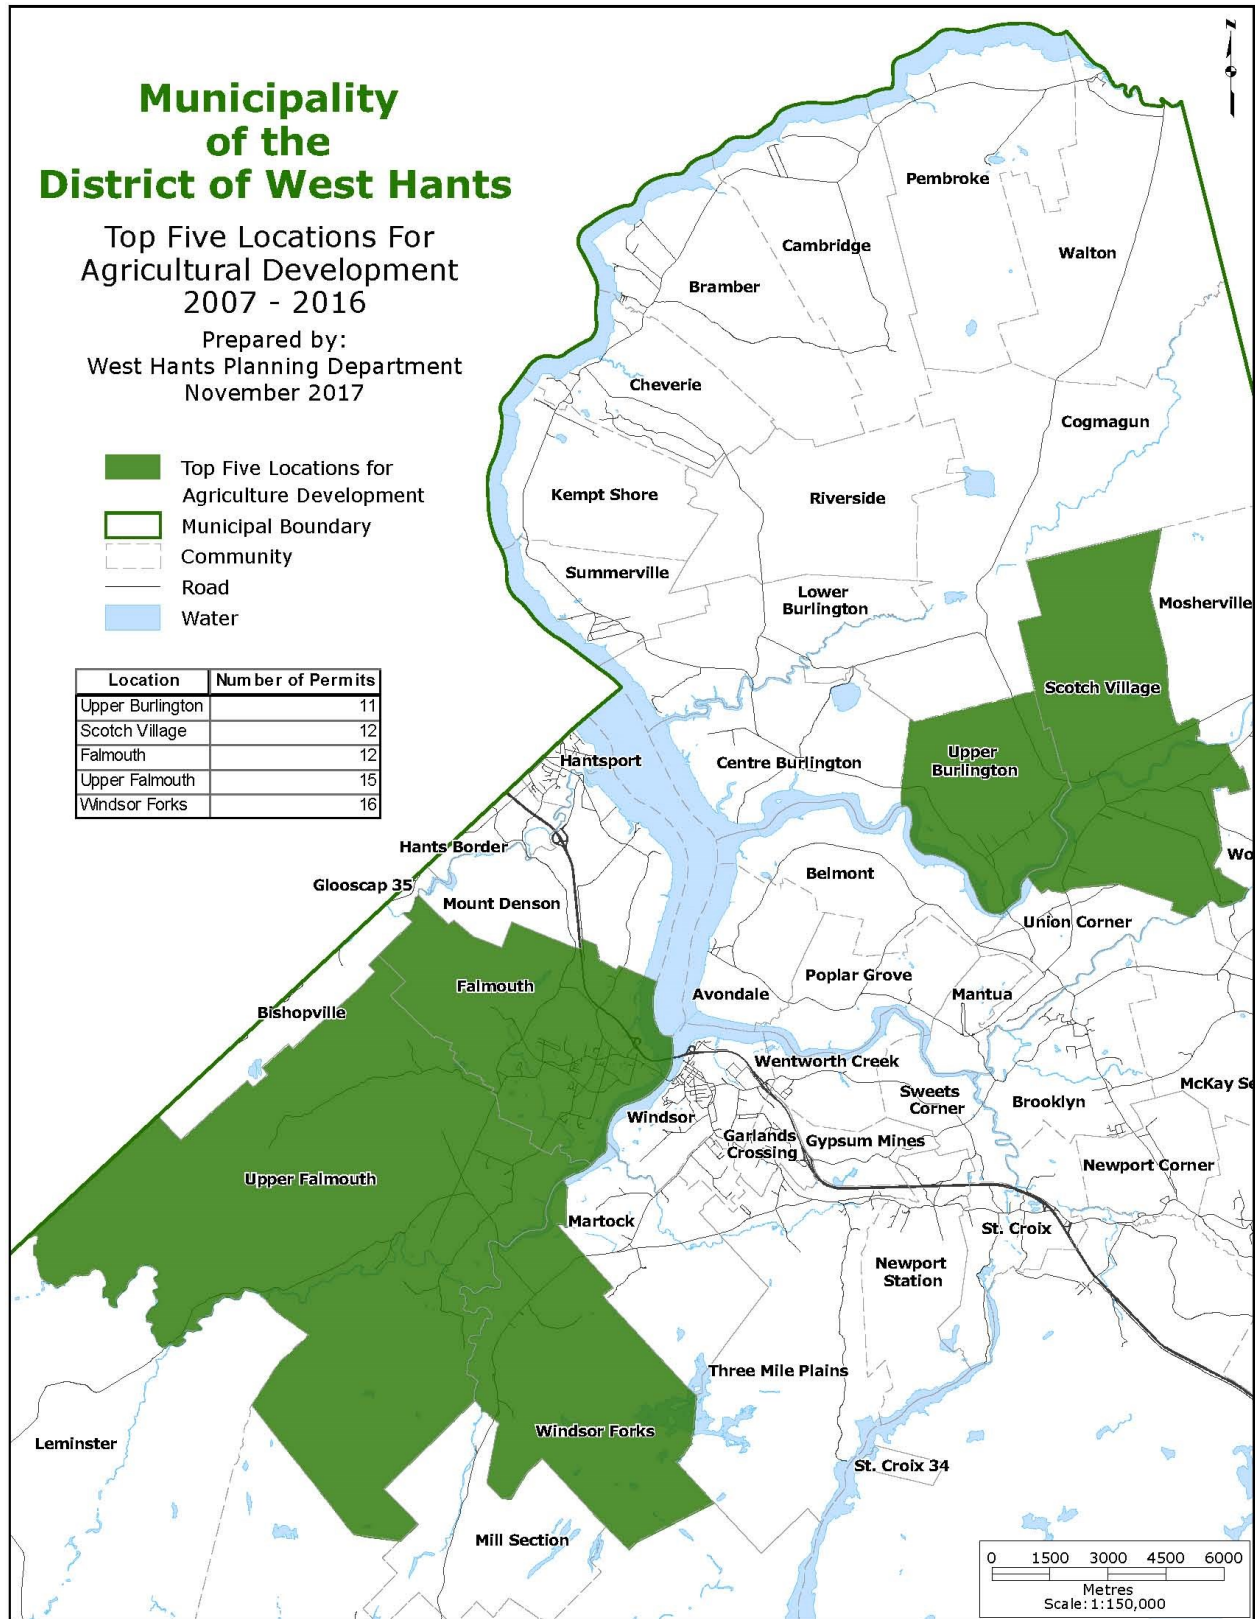 Municipality
of the
District of West Hants
Top Five Locations For
Agricultural Development
2007 - 2016
Prepared by:
West Hants Planning Department
November 2017
Top Five Locations for
Agriculture Development
Municipal Boundary
Community
Road
Water
Location Number of Permits
Upper Burlington 11
Scotch Village 12
Falmouth 12
Upper Falmouth 15
Windsor Forks 16
N
Pembroke
Cambridge
Walton
Bramber
Cheverie
Cogmagun
Kempt Shore
Riverside
Summerville
Lower
Burlington
Mosherville
Scotch Village
Hantsport
Centre Burlington
Upper
Burlington
Hants Border
Wo
Belmont
Glooscap 35
Mount Denson
Union Corner
Falmouth
Poplar Grove
Avondale
Mantua
Bishopville
Wentworth Creek
McKay Se
Sweets
Corner
Brooklyn
Windsor
Garlands
Crossing
Gypsum Mines
Newport Corner
Upper Falmouth
Martock
St. Croix
Newport
Station
Three Mile Plains
Windsor Forks
Leminster
St. Croix 34
Mill Section
0 1500 3000 4500 6000
Metres
Scale: 1:150,000